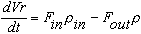 dVr/dt = F_in ρ_in − F_out ρ